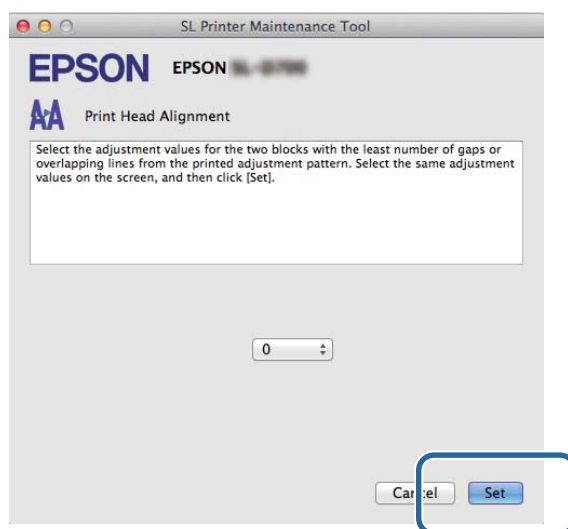 SL Printer Maintenance Tool
EPSON EPSON
Print Head Alignment
Select the adjustment values for the two blocks with the least number of gaps or
overlapping lines from the printed adjustment pattern. Select the same adjustment
values on the screen, and then click [Set].
0
Cancel Set